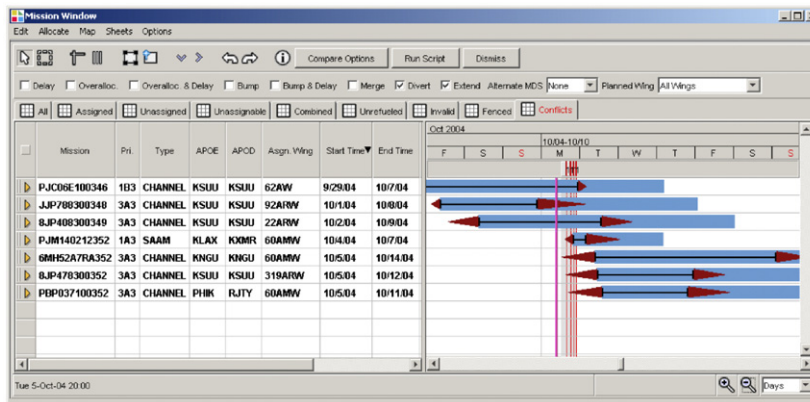 Mission Window
Edit Allocate Map Sheets Options
Compare Options Run Script Dismiss
Delay Overalloc. Overalloc. & Delay Bump Bump & Delay Merge Divert Extend Alternate MDS None Planned Wing All Wings
All Assigned Unassigned Unassignable Combined Unrefueled Invalid Fenced Conflicts
Oct 2004
10/04-10/10
Mission Pri. Type APOE APOD Asgn. Wing Start Time End Time F S S M T W T F S S
PJC06E100346 1B3 CHANNEL KSUU KSUU 62AW 9/29/04 10/7/04
JJP788300348 3A3 CHANNEL KSUU KSUU 92ARW 10/1/04 10/8/04
8JP408300349 3A3 CHANNEL KSUU KSUU 22ARW 10/2/04 10/9/04
PJM140212352 1A3 SAAM KLAX KXMR 60AMW 10/4/04 10/7/04
6MH52A7RA352 3A3 CHANNEL KNGU KNGU 60AMW 10/5/04 10/14/04
8JP478300352 3A3 CHANNEL KSUU KSUU 319ARW 10/5/04 10/12/04
PBP037100352 3A3 CHANNEL PHIK RJTY 60AMW 10/5/04 10/11/04
Tue 5-Oct-04 20:00 Days